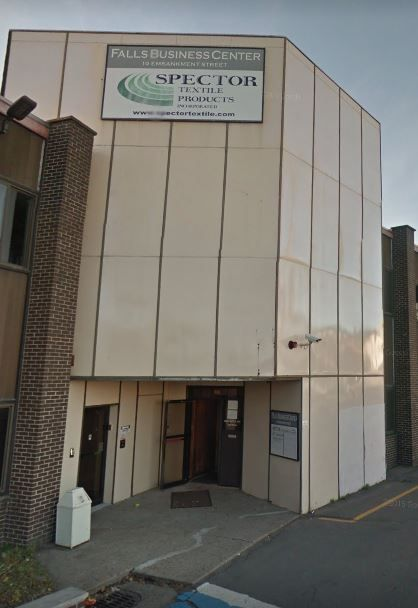 FALLS BUSINESS CENTER
19 EMBANKMENT STREET
SPECTOR
TEXTILE
PRODUCTS
INCORPORATED
www.spectortextile.com